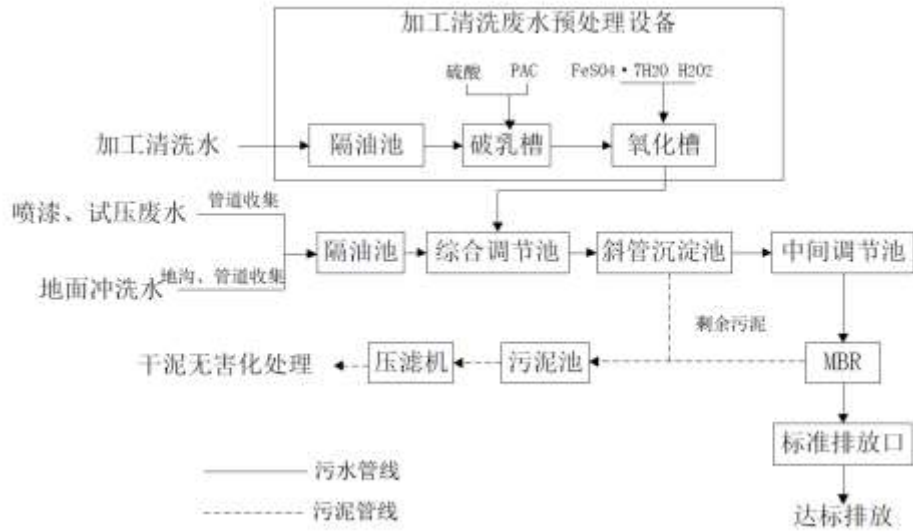 加工清洗废水预处理设备
硫酸 PAC FeSO4·7H2O H2O2
加工清洗水 隔油池 破乳槽 氧化槽
管道收集
喷漆、试压废水
隔油池 综合调节池 斜管沉淀池 中间调节池
地沟、管道收集
地面冲洗水
剩余污泥
干泥无害化处理 压滤机 污泥池 MBR
标准排放口
污水管线
污泥管线
达标排放